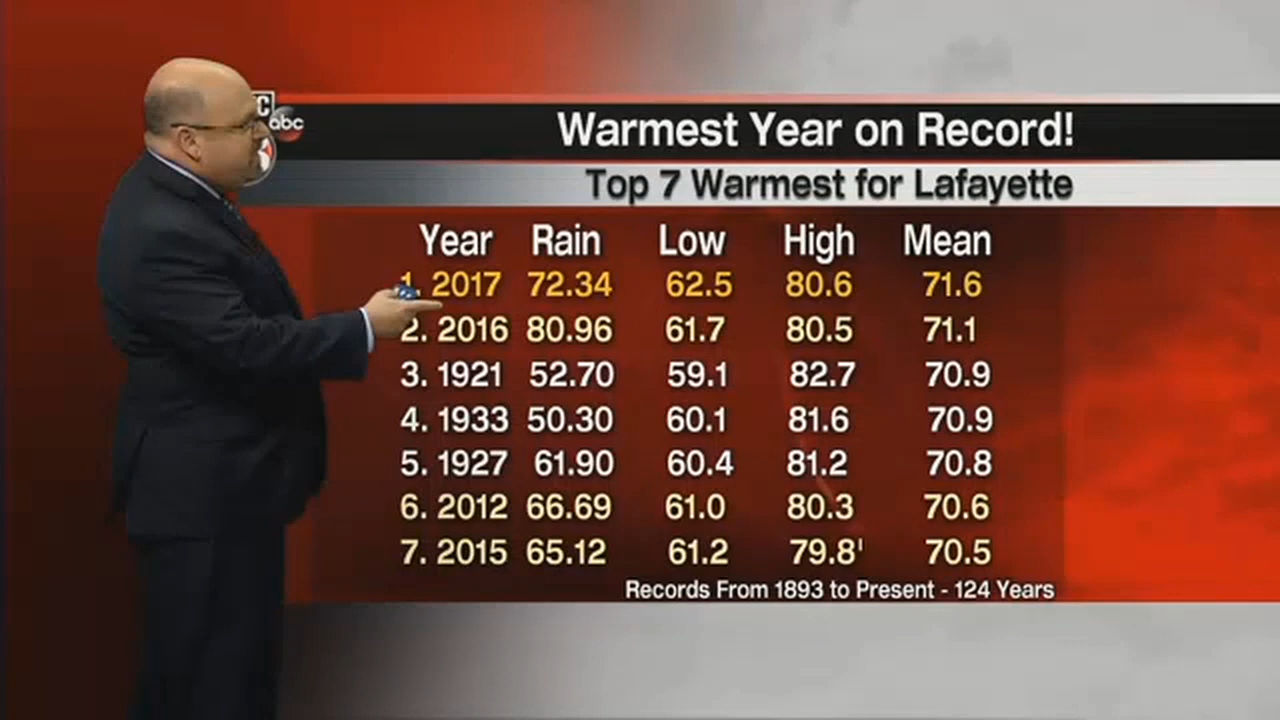 C
abc
Warmest Year on Record!
Top 7 Warmest for Lafayette
Year Rain Low High Mean
1. 2017 72.34 62.5 80.6 71.6
2. 2016 80.96 61.7 80.5 71.1
3. 1921 52.70 59.1 82.7 70.9
4. 1933 50.30 60.1 81.6 70.9
5. 1927 61.90 60.4 81.2 70.8
6. 2012 66.69 61.0 80.3 70.6
7. 2015 65.12 61.2 79.8' 70.5
Records From 1893 to Present - 124 Years